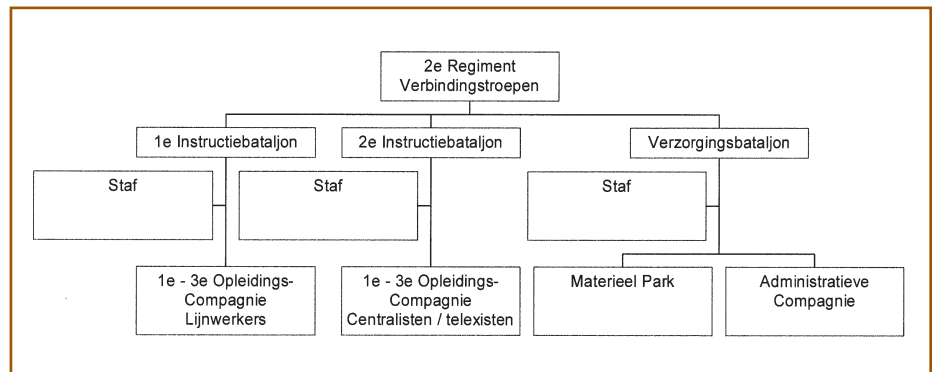 2e Regiment
Verbindingstroepen
1e Instructiebataljon
2e Instructiebataljon
Verzorgingsbataljon
Staf
Staf
Staf
1e - 3e Opleidings-
Compagnie
Lijnwerkers
1e - 3e Opleidings-
Compagnie
Centralisten / telexisten
Materieel Park
Administratieve
Compagnie